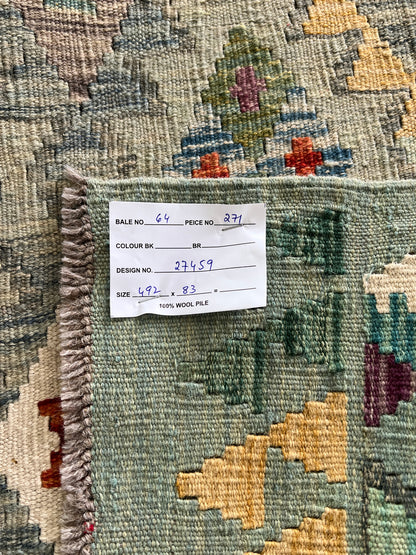 BALE NO 64 PEICE NO 271
COLOUR BK BR
DESIGN NO. 27459
SIZE 492 x 83 =
100% WOOL PILE